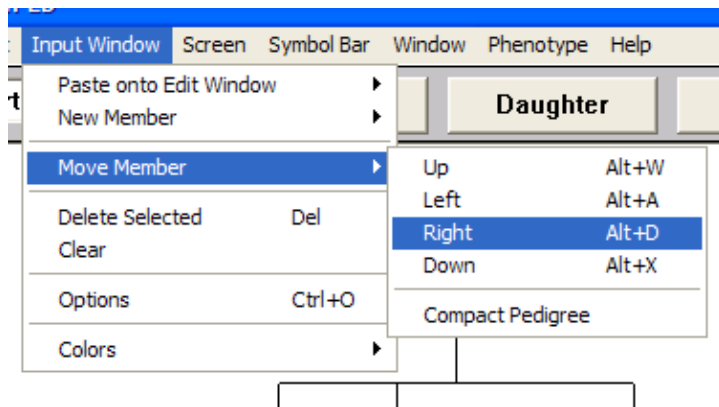 Input Window Screen Symbol Bar Window Phenotype Help
Paste onto Edit Window
New Member
Daughter
Move Member
Up Alt+W
Left Alt+A
Right Alt+D
Down Alt+X
Compact Pedigree
Delete Selected Del
Clear
Options Ctrl+O
Colors